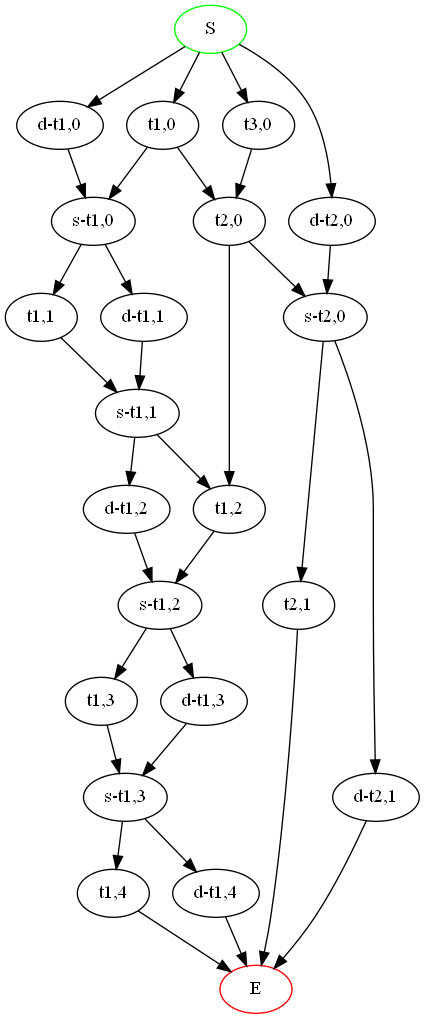 S
d-t1,0
t1,0
t3,0
s-t1,0
t2,0
d-t2,0
t1,1
d-t1,1
s-t2,0
s-t1,1
d-t1,2
t1,2
s-t1,2
t2,1
t1,3
d-t1,3
s-t1,3
d-t2,1
t1,4
d-t1,4
E